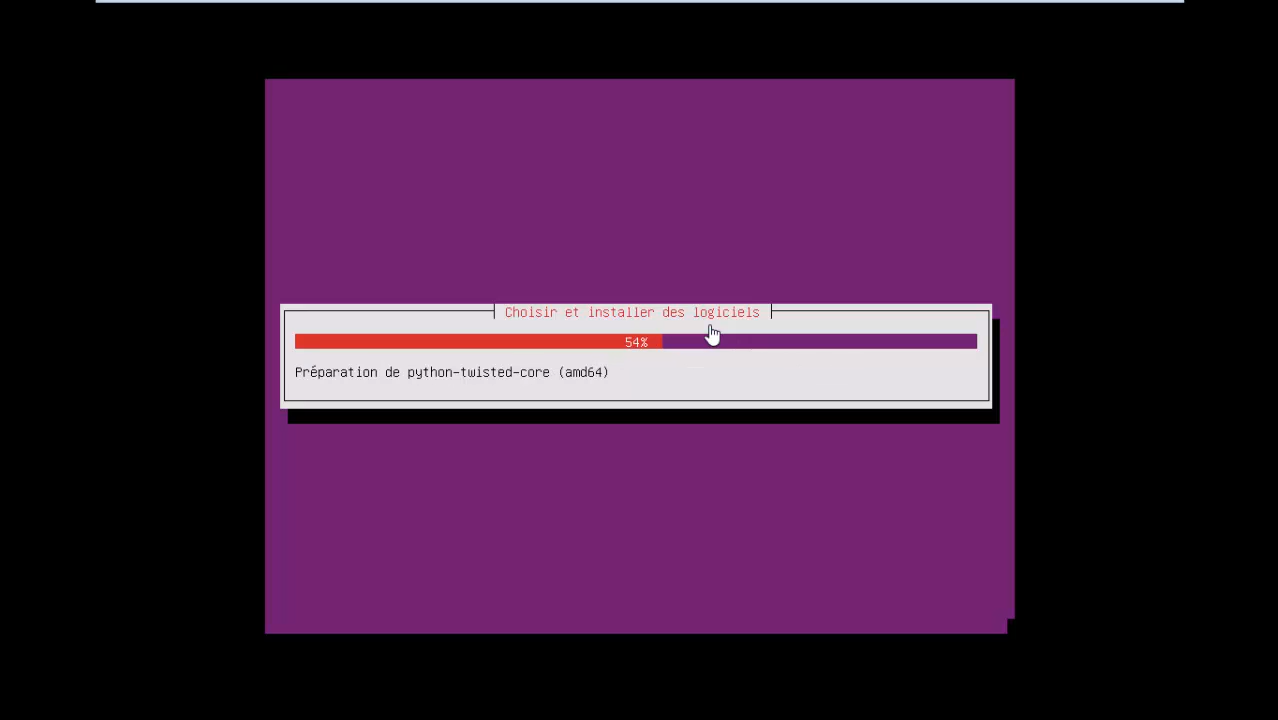 Choisir et installer des logiciels
54%
Préparation de python-twisted-core (amd64)